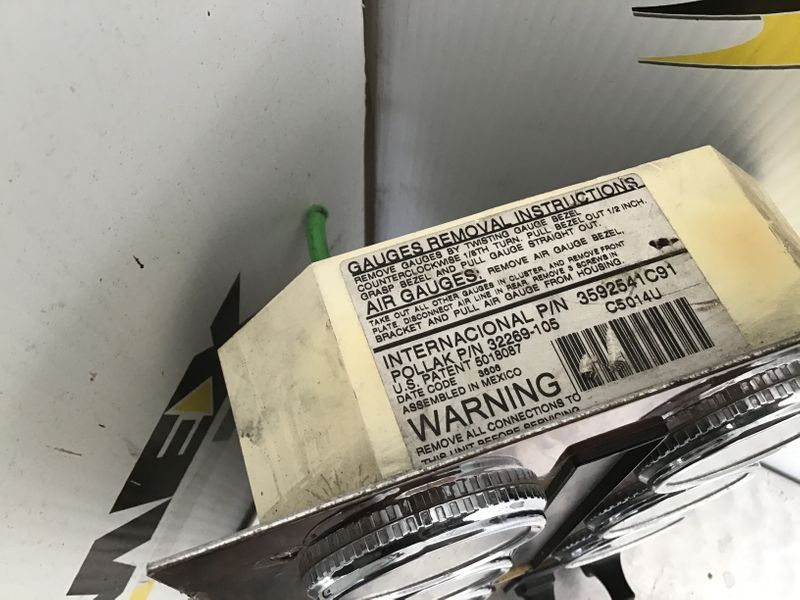 GAUGES REMOVAL INSTRUCTIONS
REMOVE GAUGES BY TWISTING GAUGE BEZEL
COUNTERCLOCKWISE 1/8TH TURN. PULL BEZEL OUT 1/2 INCH.
GRASP BEZEL AND PULL GAUGE STRAIGHT OUT.
AIR GAUGES: REMOVE AIR GAUGE BEZEL,
TAKE OUT ALL OTHER GAUGES IN CLUSTER, AND REMOVE FRONT
PLATE, DISCONNECT AIR LINE IN REAR, REMOVE 3 SCREWS IN
BRACKET AND PULL AIR GAUGE FROM HOUSING.
INTERNACIONAL P/N 3592541C91
POLLAK P/N 32269-105 C5014U
U.S. PATENT 5018087
DATE CODE 3606
ASSEMBLED IN MEXICO
WARNING
REMOVE ALL CONNECTIONS TO
THIS UNIT BEFORE SERVICING